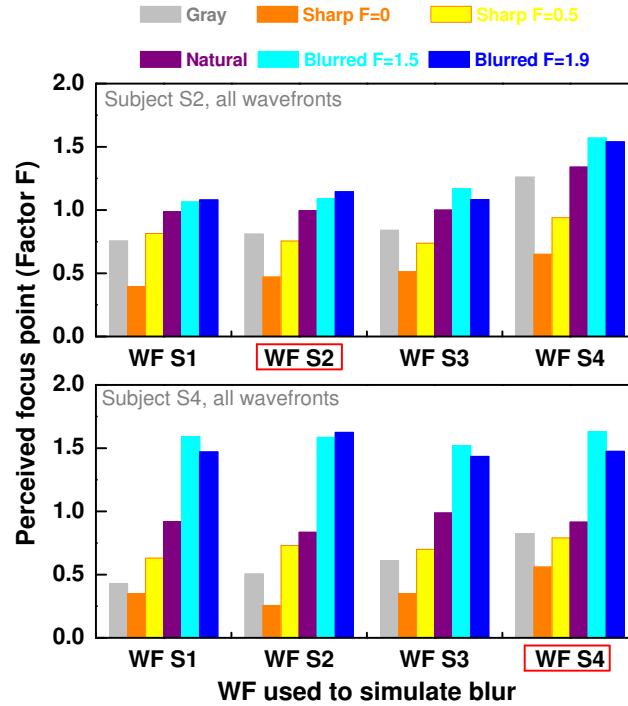 Gray Sharp F=0 Sharp F=0.5
Natural Blurred F=1.5 Blurred F=1.9
Perceived focus point (Factor F)
2.0
Subject S2, all wavefronts
1.5
1.0
0.5
0.0
WF S1 WF S2 WF S3 WF S4
2.0
Subject S4, all wavefronts
1.5
1.0
0.5
0.0
WF S1 WF S2 WF S3 WF S4
WF used to simulate blur